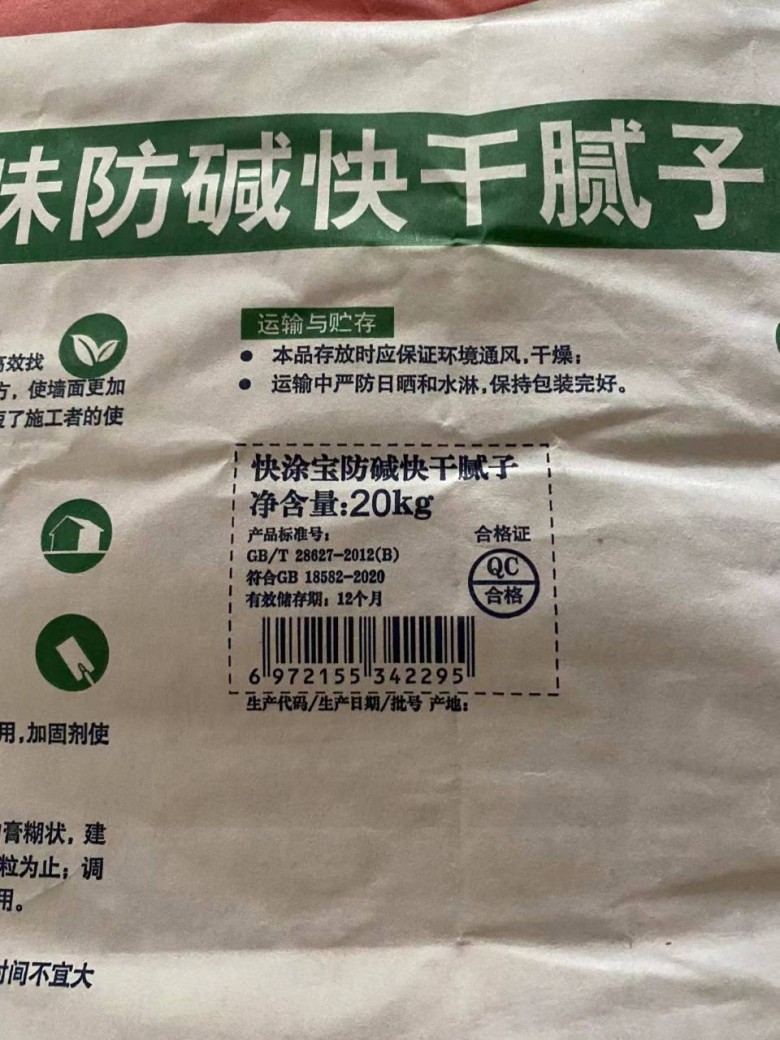 味防碱快干腻子
高效找
方，使墙面更加
短了施工者的使
运输与贮存
● 本品存放时应保证环境通风,干燥；
● 运输中严防日晒和水淋,保持包装完好。
快涂宝防碱快干腻子
净含量:20kg
产品标准号：
GB/T 28627-2012(B)
符合GB 18582-2020
有效储存期：12个月
合格证
QC
合格
6 972155 342295
生产代码/生产日期/批号 产地：
用,加固剂使
膏糊状，建
粒为止；调
用。
时间不宜大